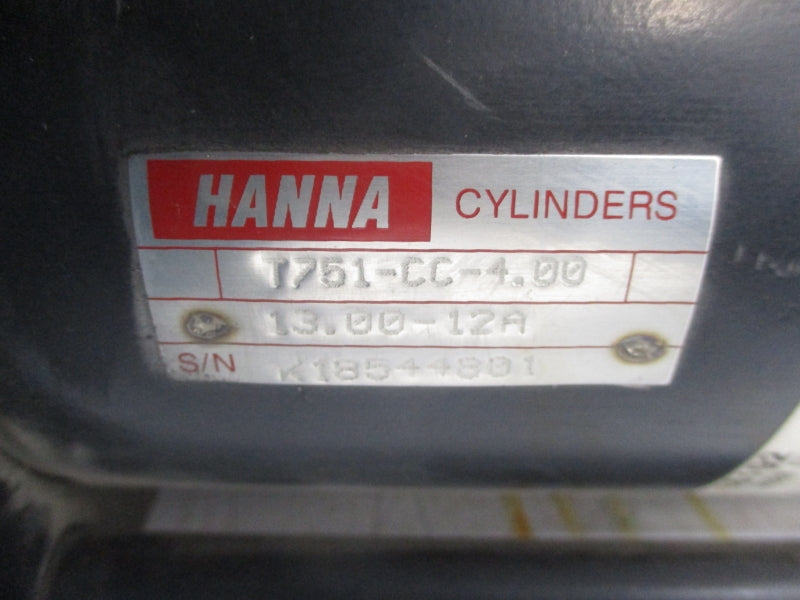 HANNA CYLINDERS
T751-CC-4.00
13.00-12A
S/N K18544801